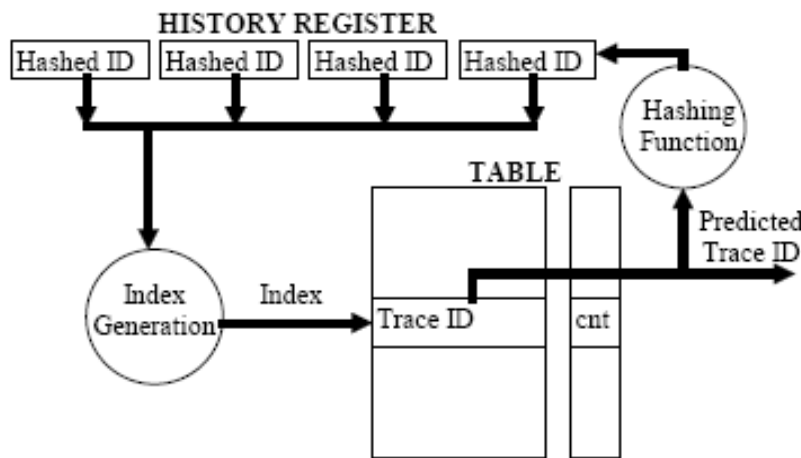 HISTORY REGISTER
Hashed ID Hashed ID Hashed ID Hashed ID
Hashing
Function
TABLE
Predicted
Trace ID
Index
Generation
Index
Trace ID cnt